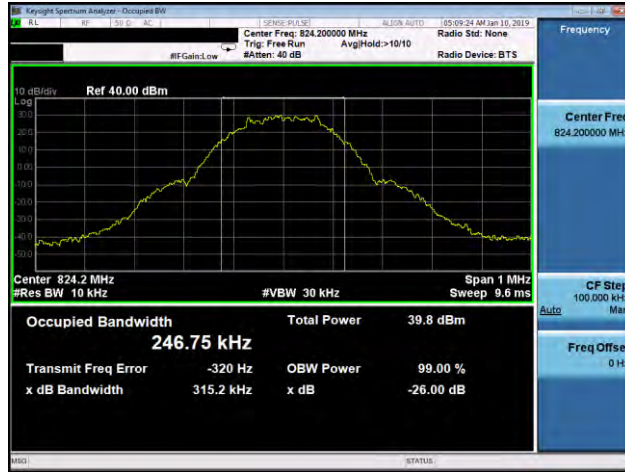 Keysight Spectrum Analyzer - Occupied BW
RL RF 50 Ω AC SENSE:PULSE ALIGN AUTO 05:09:24 AM Jan 10, 2019
Center Freq: 824.200000 MHz Radio Std: None
Trig: Free Run Avg|Hold:>10/10
#IFGain:Low #Atten: 40 dB Radio Device: BTS
10 dB/div Ref 40.00 dBm
Log
30.0
20.0
10.0
0.00
-10.0
-20.0
-30.0
-40.0
-50.0
Center 824.2 MHz Span 1 MHz
#Res BW 10 kHz #VBW 30 kHz Sweep 9.6 ms
Occupied Bandwidth Total Power 39.8 dBm
246.75 kHz
Transmit Freq Error -320 Hz OBW Power 99.00 %
x dB Bandwidth 315.2 kHz x dB -26.00 dB
MSG STATUS
Frequency
Center Freq
824.200000 MHz
CF Step
100.000 kHz
Auto Man
Freq Offset
0 Hz